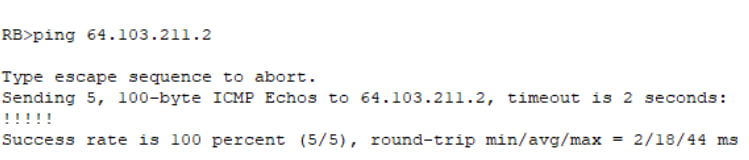 RB>ping 64.103.211.2
Type escape sequence to abort.
Sending 5, 100-byte ICMP Echos to 64.103.211.2, timeout is 2 seconds:
!!!!!
Success rate is 100 percent (5/5), round-trip min/avg/max = 2/18/44 ms